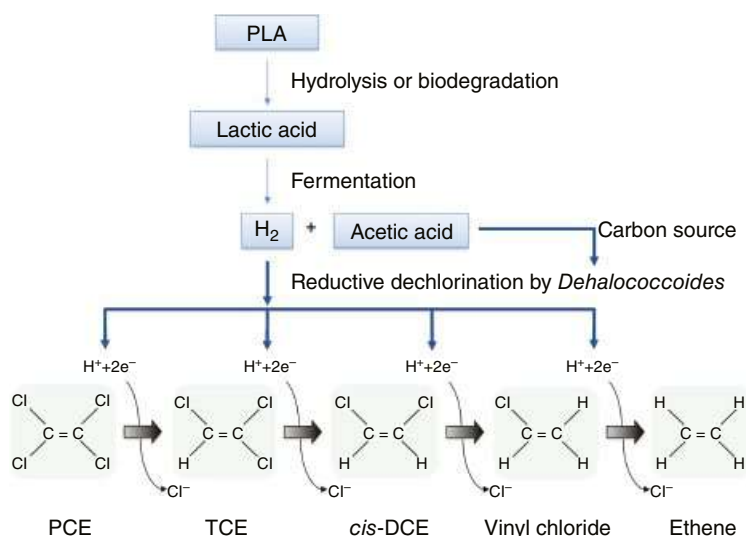 PLA
Hydrolysis or biodegradation
Lactic acid
Fermentation
H₂ + Acetic acid Carbon source
Reductive dechlorination by Dehalococcoides
H⁺+2e⁻ H⁺+2e⁻ H⁺+2e⁻ H⁺+2e⁻
Cl Cl Cl Cl Cl Cl Cl H H H
C = C C = C C = C C = C C = C
Cl Cl H Cl H H H H H H
Cl⁻ Cl⁻ Cl⁻ Cl⁻
PCE TCE cis-DCE Vinyl chloride Ethene